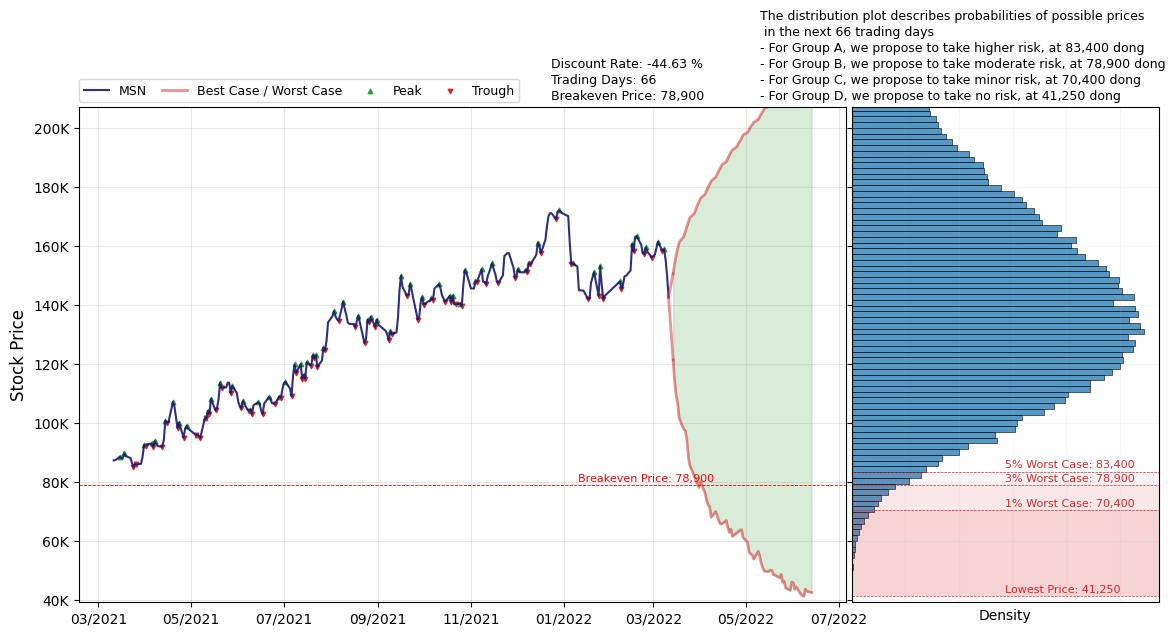 The distribution plot describes probabilities of possible prices
in the next 66 trading days
- For Group A, we propose to take higher risk, at 83,400 dong
- For Group B, we propose to take moderate risk, at 78,900 dong
- For Group C, we propose to take minor risk, at 70,400 dong
- For Group D, we propose to take no risk, at 41,250 dong
Discount Rate: -44.63 %
Trading Days: 66
Breakeven Price: 78,900
MSN Best Case / Worst Case Peak Trough
Stock Price
200K
180K
160K
140K
120K
100K
80K
60K
40K
Breakeven Price: 78,900
5% Worst Case: 83,400
3% Worst Case: 78,900
1% Worst Case: 70,400
Lowest Price: 41,250
03/2021 05/2021 07/2021 09/2021 11/2021 01/2022 03/2022 05/2022 07/2022
Density